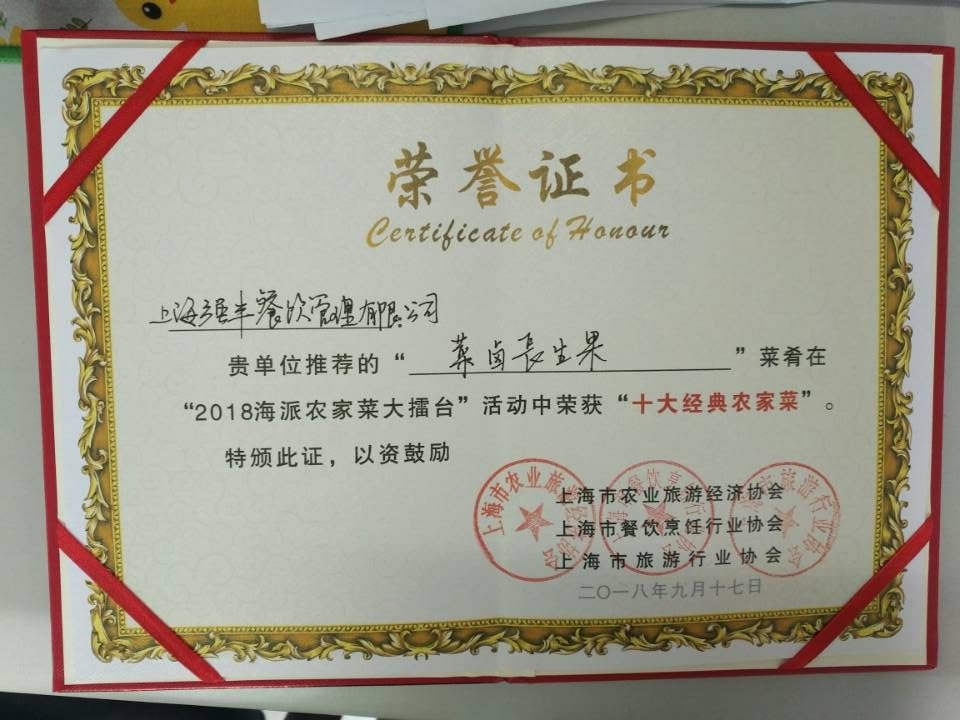 荣誉证书
Certificate of Honour
上海强丰餐饮管理有限公司
贵单位推荐的“菜卤長生果”菜肴在
“2018海派农家菜大擂台”活动中荣获“十大经典农家菜”。
特颁此证，以资鼓励
上海市农业旅游经济协会
上海市餐饮烹饪行业协会
上海市旅游行业协会
二〇一八年九月十七日